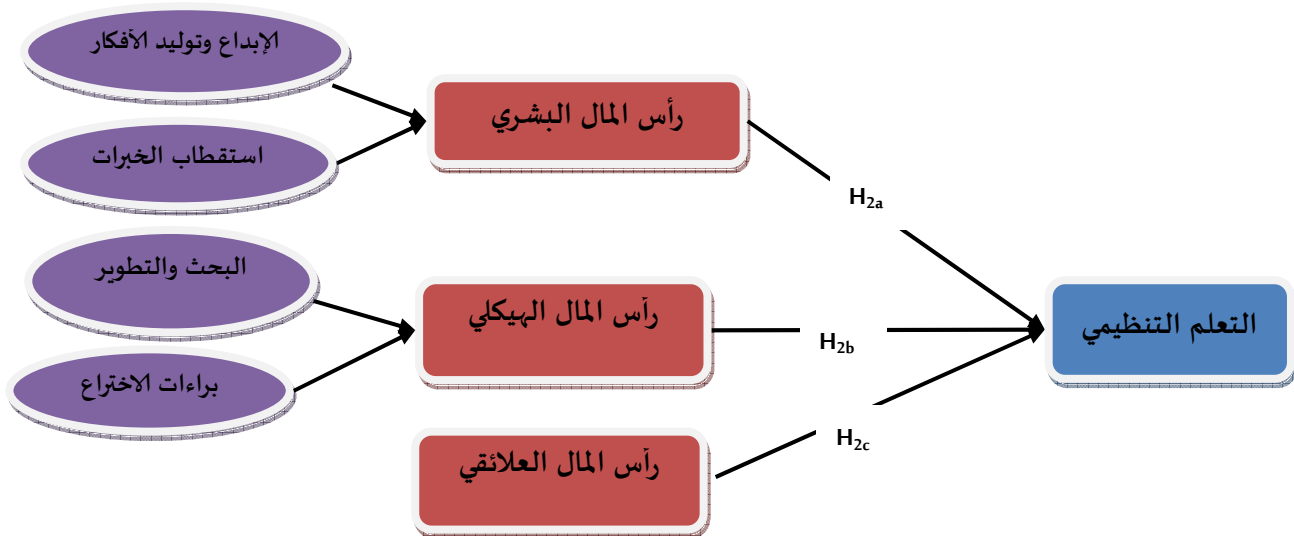 الإبداع وتوليد الأفكار
رأس المال البشري
استقطاب الخبرات
H2a
البحث والتطوير
رأس المال الهيكلي
التعلم التنظيمي
H2b
براءات الاختراع
رأس المال العلائقي
H2c